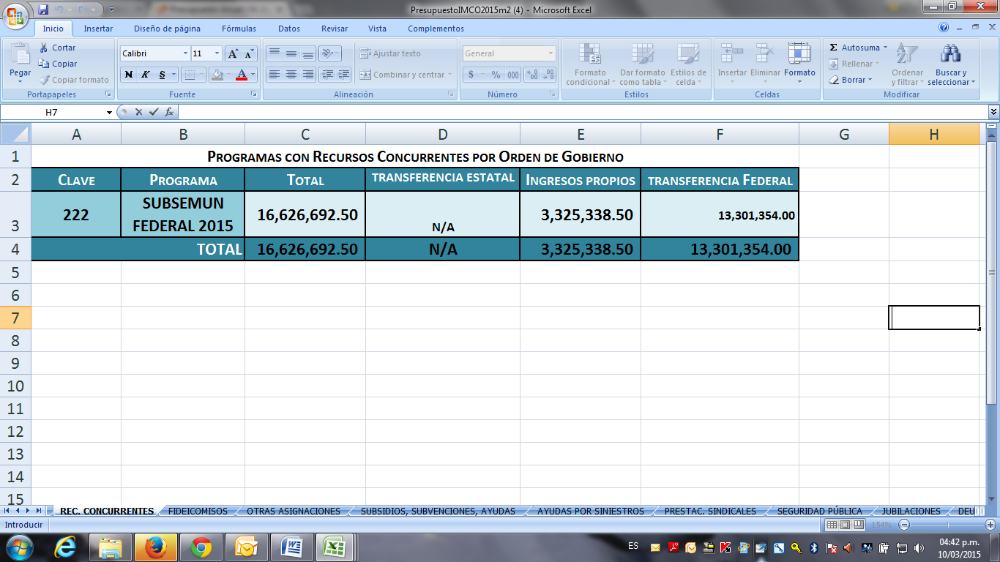 PresupuestoIMCO2015m2 (4) - Microsoft Excel
Inicio Insertar Diseño de página Fórmulas Datos Revisar Vista Complementos
Pegar Cortar Copiar Copiar formato
Portapapeles
Calibri 11
N K S
Fuente
Ajustar texto
Combinar y centrar
Alineación
General
$ % 000
Número
Formato condicional Dar formato como tabla Estilos de celda
Estilos
Insertar Eliminar Formato
Celdas
Σ Autosuma
Rellenar
Borrar
Ordenar y filtrar Buscar y seleccionar
Modificar
H7 fx
A B C D E F G H
1 PROGRAMAS CON RECURSOS CONCURRENTES POR ORDEN DE GOBIERNO
2 CLAVE PROGRAMA TOTAL TRANSFERENCIA ESTATAL INGRESOS PROPIOS TRANSFERENCIA FEDERAL
3 222 SUBSEMUN FEDERAL 2015 16,626,692.50 N/A 3,325,338.50 13,301,354.00
4 TOTAL 16,626,692.50 N/A 3,325,338.50 13,301,354.00
5
6
7
8
9
10
11
12
13
14
15
REC. CONCURRENTES FIDEICOMISOS OTRAS ASIGNACIONES SUBSIDIOS, SUBVENCIONES, AYUDAS AYUDAS POR SINIESTROS PRESTAC. SINDICALES SEGURIDAD PÚBLICA JUBILACIONES DEU
Introducir 154%
ES 04:42 p.m.
10/03/2015